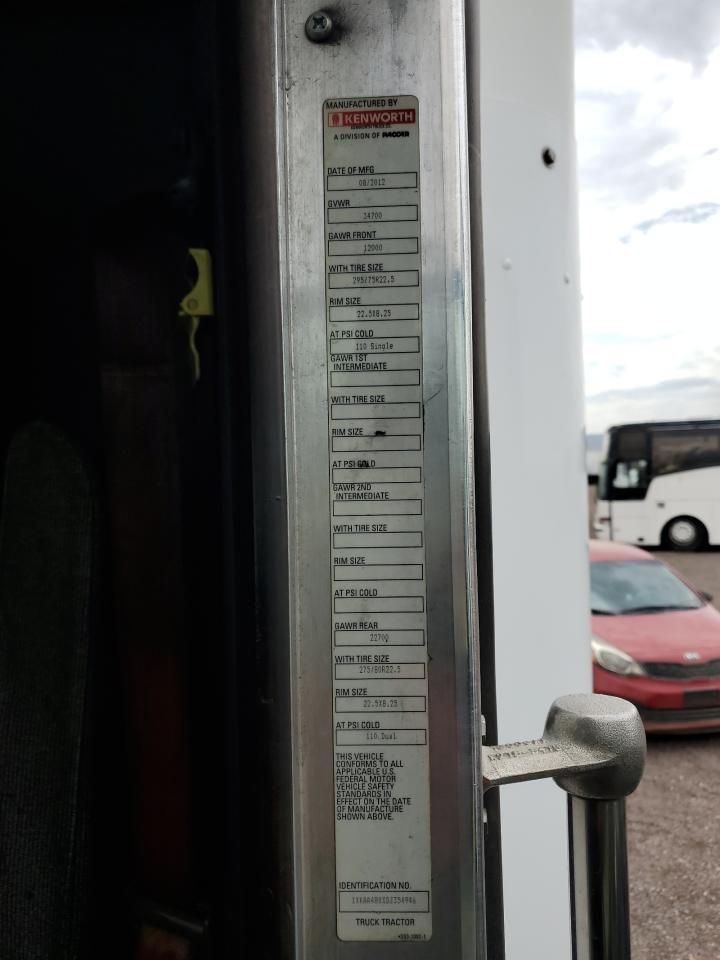 MANUFACTURED BY
KENWORTH
KENWORTH TRUCK CO.
A DIVISION OF PACCAR
DATE OF MFG
08/2012
GVWR
34700
GAWR FRONT
12000
WITH TIRE SIZE
295/75R22.5
RIM SIZE
22.5X8.25
AT PSI COLD
110 Single
GAWR 1ST
INTERMEDIATE
WITH TIRE SIZE
RIM SIZE
AT PSI COLD
GAWR 2ND
INTERMEDIATE
WITH TIRE SIZE
RIM SIZE
AT PSI COLD
GAWR REAR
22700
WITH TIRE SIZE
275/80R22.5
RIM SIZE
22.5X8.25
AT PSI COLD
110 Dual
THIS VEHICLE
CONFORMS TO ALL
APPLICABLE U.S.
FEDERAL MOTOR
VEHICLE SAFETY
STANDARDS IN
EFFECT ON THE DATE
OF MANUFACTURE
SHOWN ABOVE.
IDENTIFICATION NO.
TRUCK TRACTOR